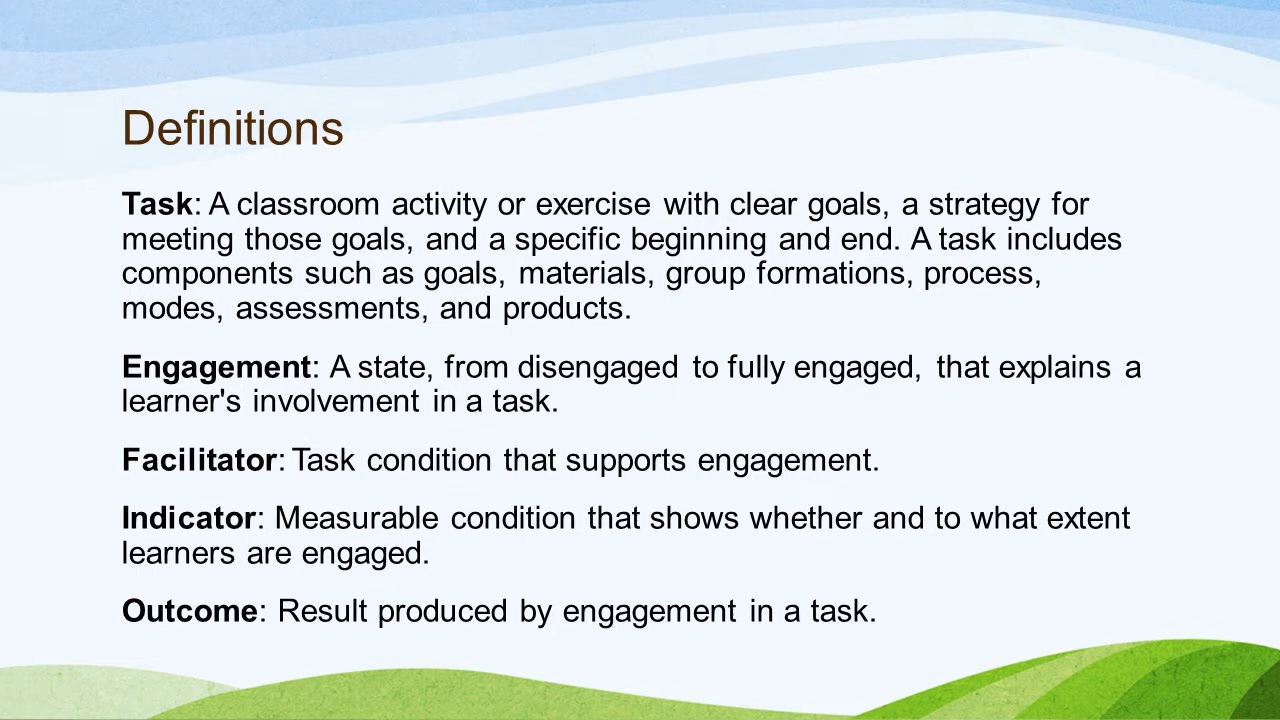 Definitions
Task: A classroom activity or exercise with clear goals, a strategy for
meeting those goals, and a specific beginning and end. A task includes
components such as goals, materials, group formations, process,
modes, assessments, and products.
Engagement: A state, from disengaged to fully engaged, that explains a
learner's involvement in a task.
Facilitator: Task condition that supports engagement.
Indicator: Measurable condition that shows whether and to what extent
learners are engaged.
Outcome: Result produced by engagement in a task.